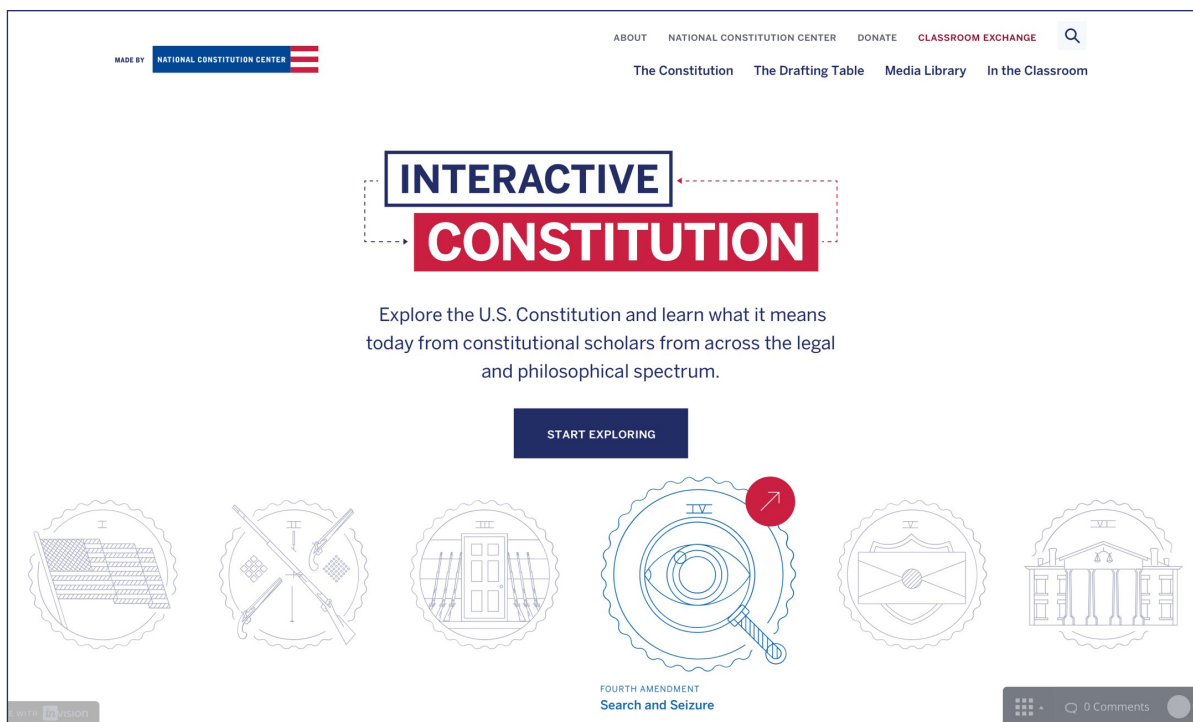 ABOUT NATIONAL CONSTITUTION CENTER DONATE CLASSROOM EXCHANGE
MADE BY NATIONAL CONSTITUTION CENTER
The Constitution The Drafting Table Media Library In the Classroom
INTERACTIVE
CONSTITUTION
Explore the U.S. Constitution and learn what it means
today from constitutional scholars from across the legal
and philosophical spectrum.
START EXPLORING
I II III IV V VI
FOURTH AMENDMENT
Search and Seizure
WITH invision
0 Comments